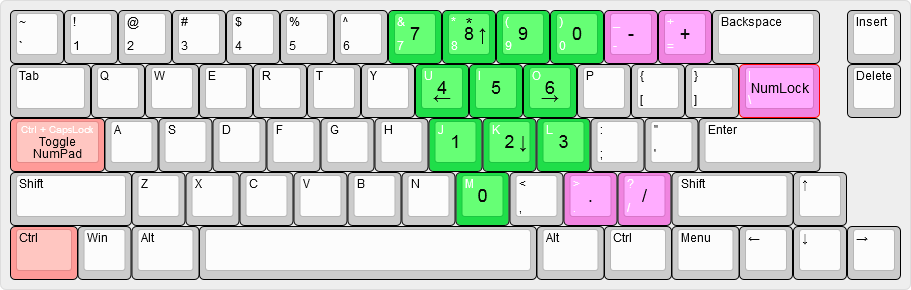 ~ ! @ # $ % ^ & * * ( ) _ + Backspace Insert
7 8 ↑ 9 0 - +
` 1 2 3 4 5 6 7 8 9 0 - =
Tab Q W E R T Y U I O P { } | Delete
4 ← 5 6 → NumLock
[ ] \
Ctrl + CapsLock A S D F G H J K L : " Enter
Toggle 1 2 ↓ 3
NumPad ; '
Shift Z X C V B N M < > ? Shift ↑
0 . /
, . /
Ctrl Win Alt Alt Ctrl Menu ← ↓ →